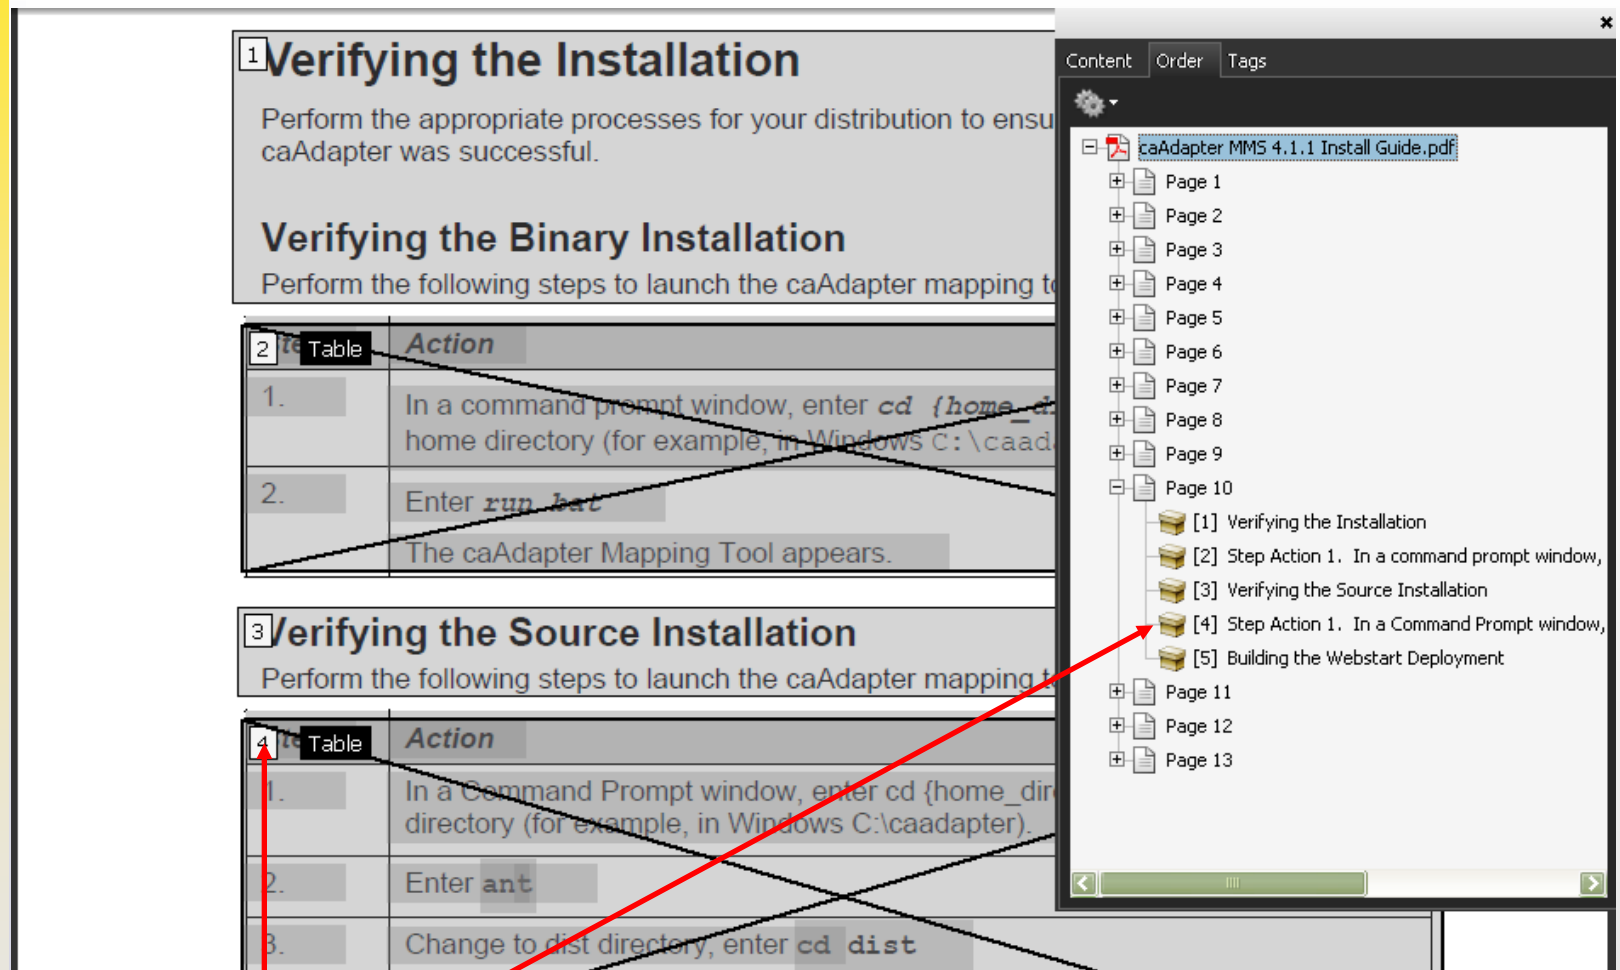 1 Verifying the Installation
Perform the appropriate processes for your distribution to ensu
caAdapter was successful.
Verifying the Binary Installation
Perform the following steps to launch the caAdapter mapping to
2 Table Action
1. In a command prompt window, enter cd {home_di
home directory (for example, in Windows C:\caada
2. Enter run.bat
The caAdapter Mapping Tool appears.
3 Verifying the Source Installation
Perform the following steps to launch the caAdapter mapping to
4 Table Action
1. In a Command Prompt window, enter cd {home_dire
directory (for example, in Windows C:\caadapter).
2. Enter ant
3. Change to dist directory, enter cd dist
Content Order Tags
caAdapter MMS 4.1.1 Install Guide.pdf
Page 1
Page 2
Page 3
Page 4
Page 5
Page 6
Page 7
Page 8
Page 9
Page 10
[1] Verifying the Installation
[2] Step Action 1. In a command prompt window,
[3] Verifying the Source Installation
[4] Step Action 1. In a Command Prompt window,
[5] Building the Webstart Deployment
Page 11
Page 12
Page 13